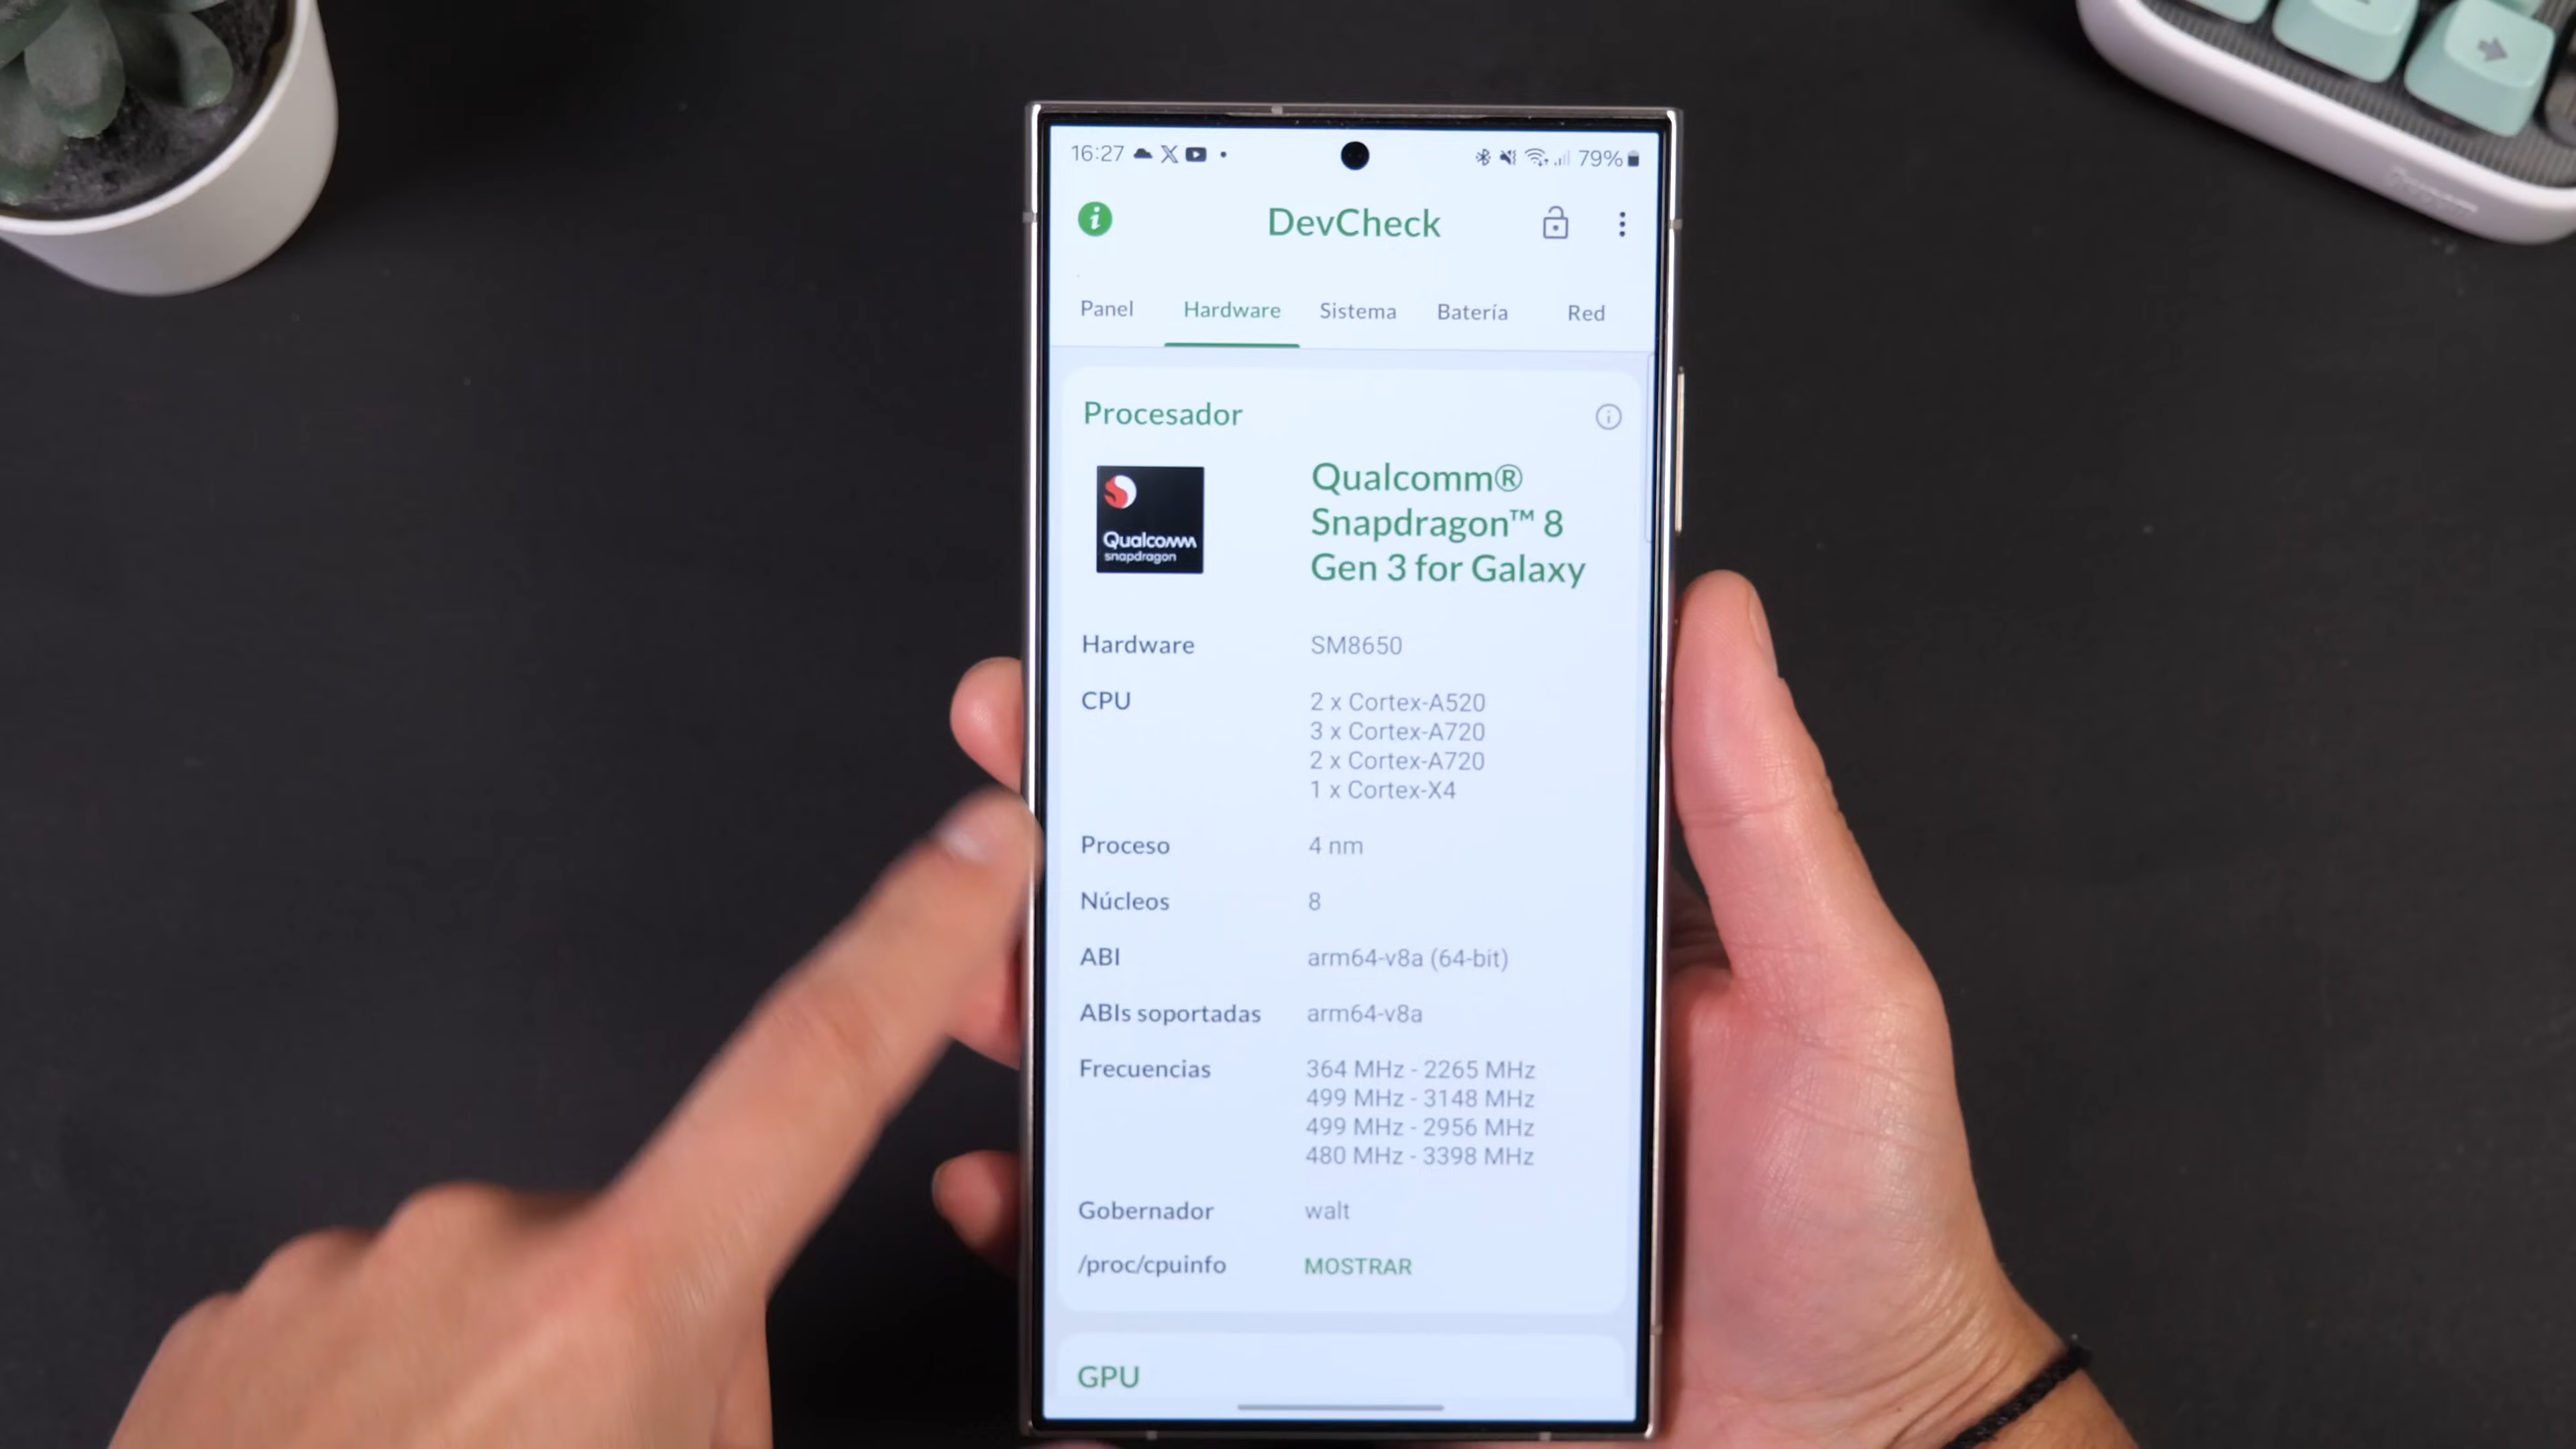 16:27
79%
DevCheck
Panel Hardware Sistema Batería Red
Procesador
Qualcomm
snapdragon
Qualcomm®
Snapdragon™ 8
Gen 3 for Galaxy
Hardware SM8650
CPU 2 x Cortex-A520
3 x Cortex-A720
2 x Cortex-A720
1 x Cortex-X4
Proceso 4 nm
Núcleos 8
ABI arm64-v8a (64-bit)
ABIs soportadas arm64-v8a
Frecuencias 364 MHz - 2265 MHz
499 MHz - 3148 MHz
499 MHz - 2956 MHz
480 MHz - 3398 MHz
Gobernador walt
/proc/cpuinfo MOSTRAR
GPU